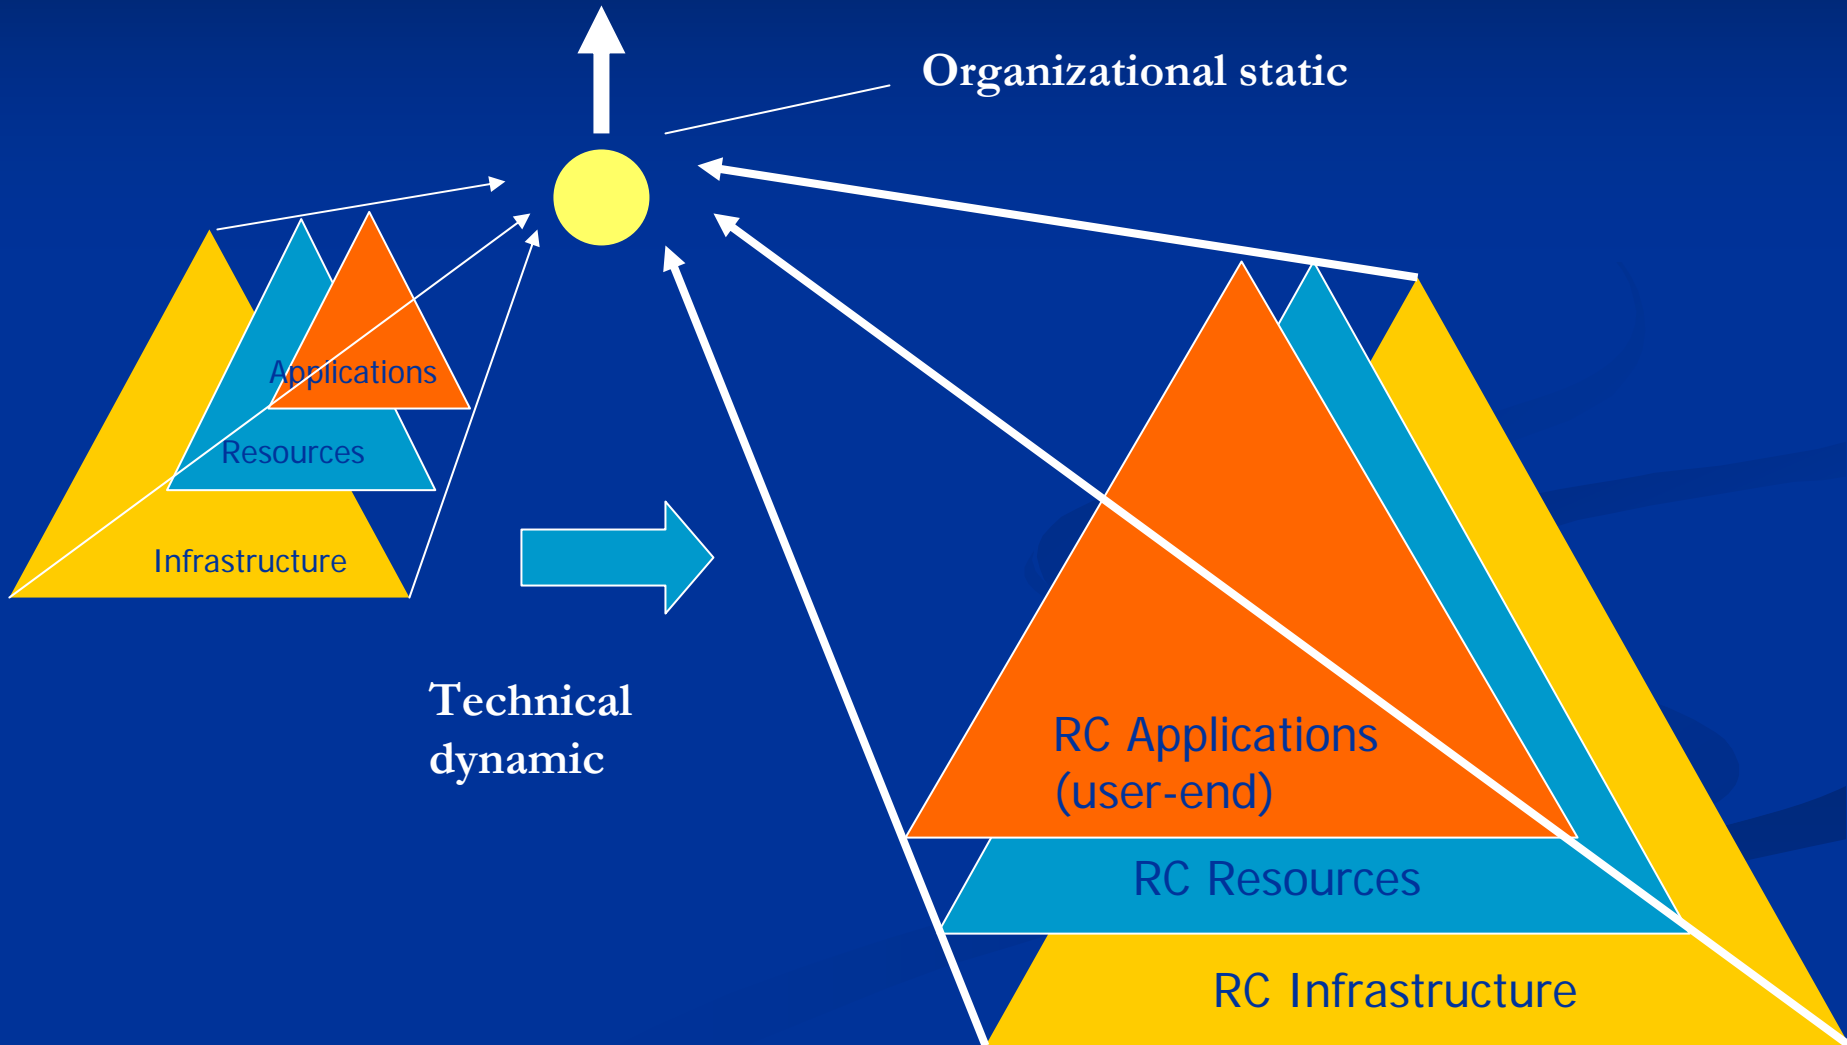 Organizational static
Applications
Resources
Infrastructure
Technical
dynamic
RC Applications
(user-end)
RC Resources
RC Infrastructure